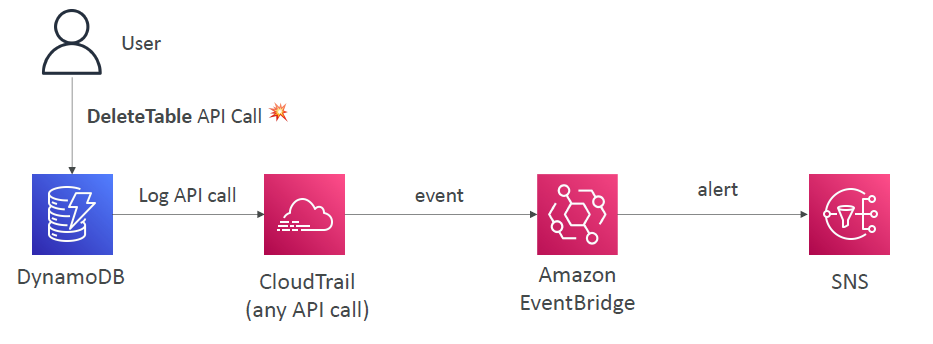 User
DeleteTable API Call
Log API call
event
alert
DynamoDB
CloudTrail
(any API call)
Amazon
EventBridge
SNS